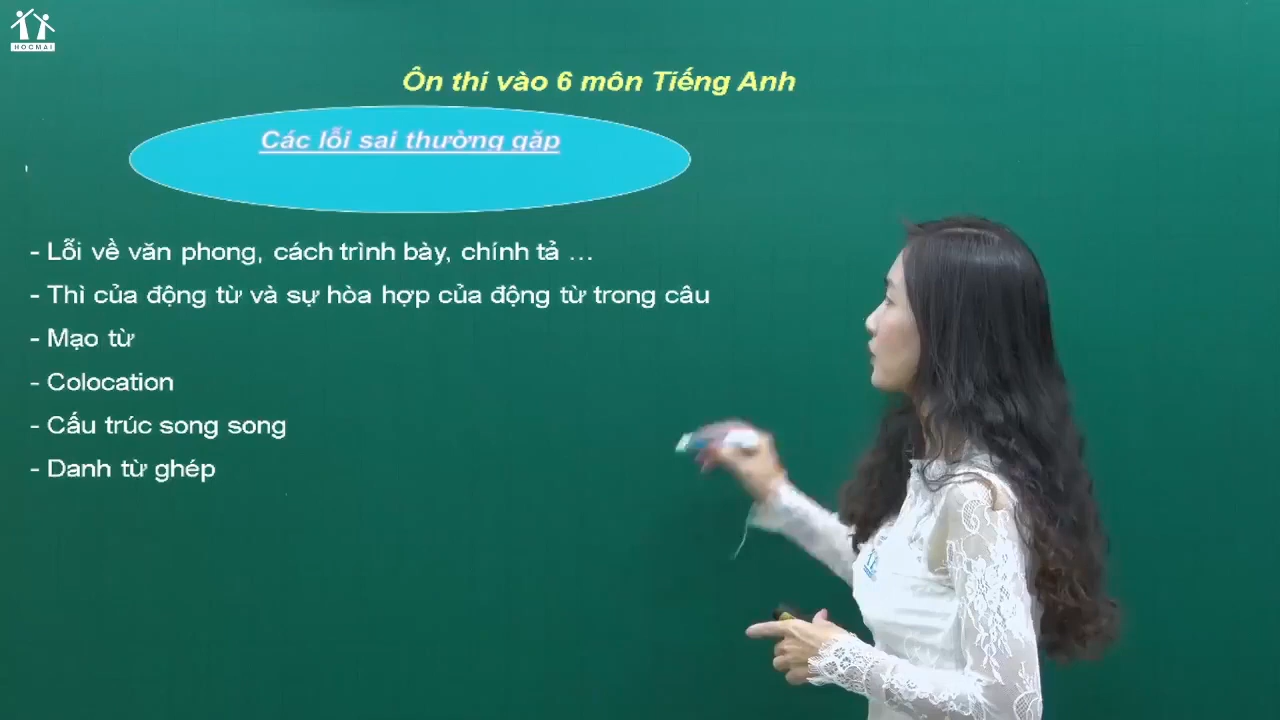 HOCMAI
Ôn thi vào 6 môn Tiếng Anh
Các lỗi sai thường gặp
- Lỗi về văn phong, cách trình bày, chính tả ...
- Thì của động từ và sự hòa hợp của động từ trong câu
- Mạo từ
- Colocation
- Cấu trúc song song
- Danh từ ghép